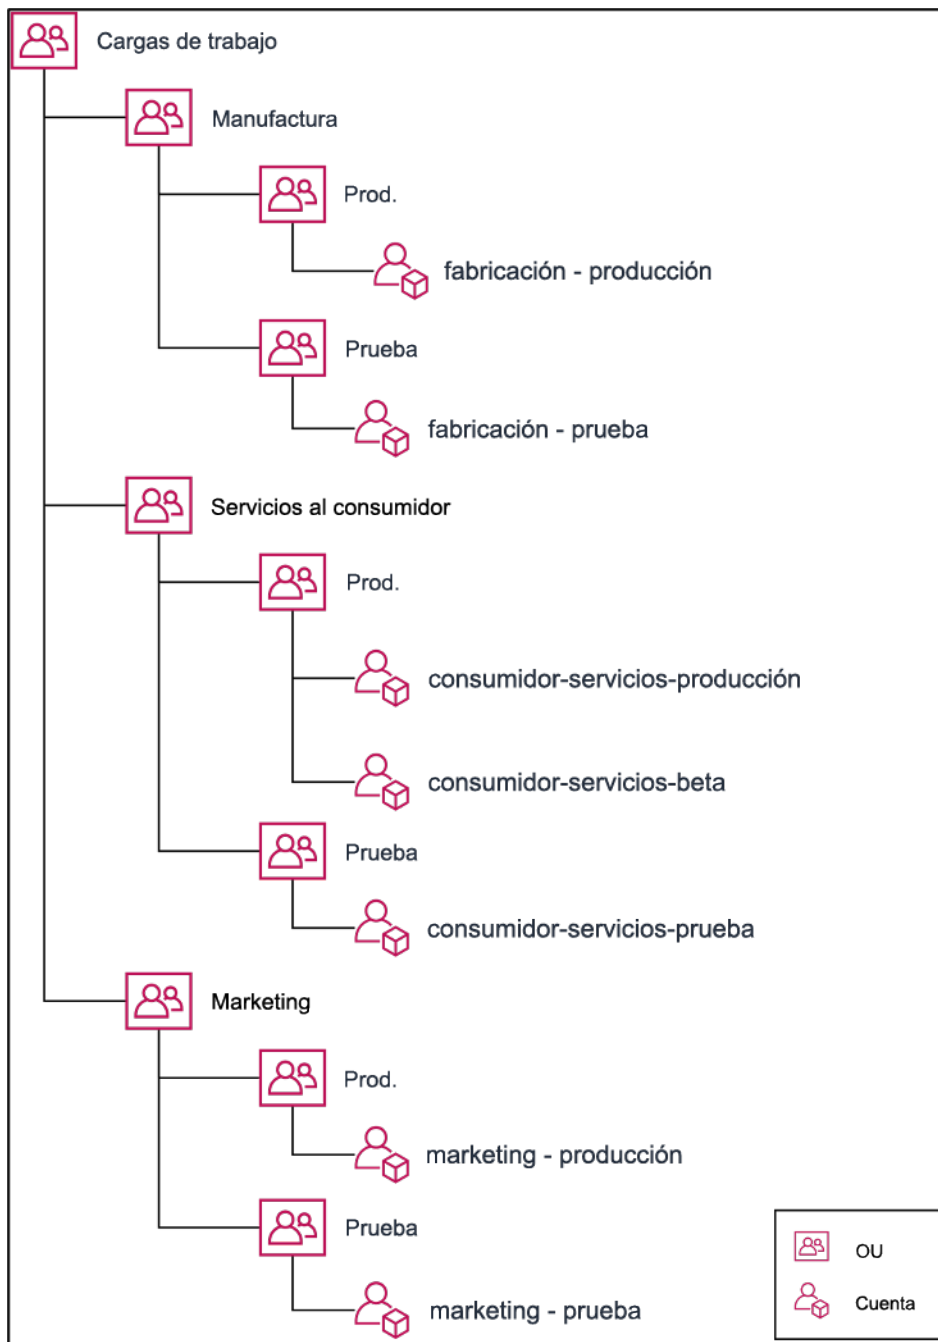 Cargas de trabajo
Manufactura
Prod.
fabricación - producción
Prueba
fabricación - prueba
Servicios al consumidor
Prod.
consumidor-servicios-producción
consumidor-servicios-beta
Prueba
consumidor-servicios-prueba
Marketing
Prod.
marketing - producción
Prueba
marketing - prueba
OU
Cuenta